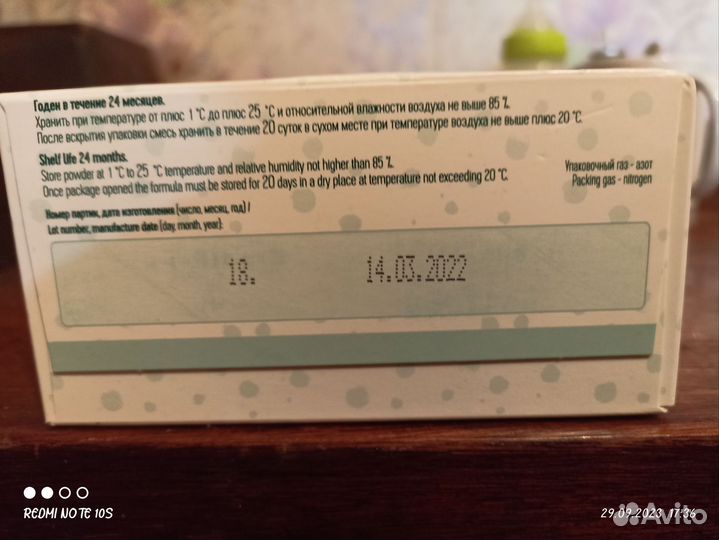 Годен в течение 24 месяцев.
Хранить при температуре от плюс 1 °C до плюс 25 °C и относительной влажности воздуха не выше 85 %.
После вскрытия упаковки смесь хранить в течение 20 суток в сухом месте при температуре воздуха не выше плюс 20 °C.
Shelf life 24 months.
Store powder at 1 °C to 25 °C temperature and relative humidity not higher than 85 %.
Once package opened the formula must be stored for 20 days in a dry place at temperature not exceeding 20 °C.
Упаковочный газ - азот
Packing gas - nitrogen
Номер партии, дата изготовления (число, месяц, год) /
Lot number, manufacture date (day, month, year):
18. 14.03.2022
REDMI NOTE 10S
29.09.2023 17:36
Avito